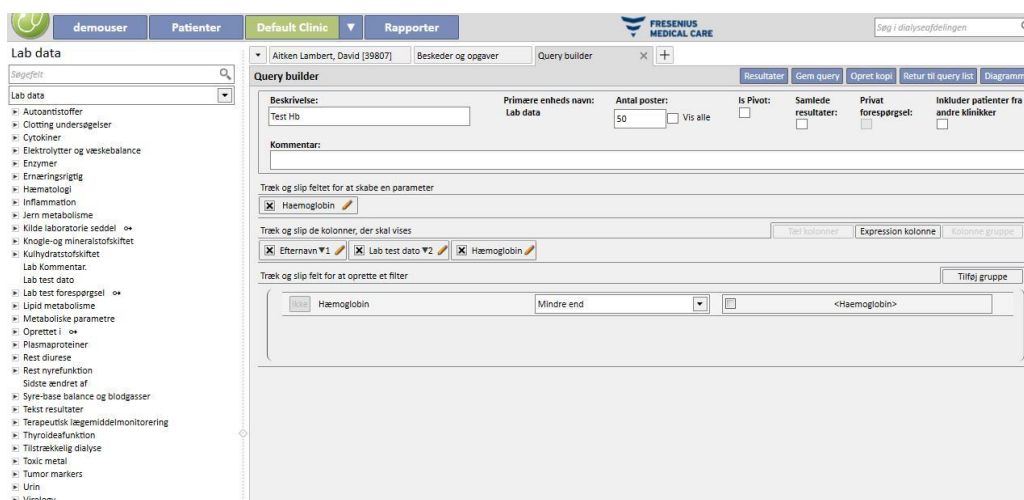 demouser Patienter Default Clinic ▼ Rapporter FRESENIUS MEDICAL CARE Søg i dialyseafdelingen
Lab data
Søgefelt
Lab data
Autoantistoffer
Clotting undersøgelser
Cytokiner
Elektrolytter og væskebalance
Enzymer
Ernæringsrigtig
Hæmatologi
Inflammation
Jern metabolisme
Kilde laboratorie seddel
Knogle-og mineralstofskiftet
Kulhydratstofskiftet
Lab Kommentar.
Lab test dato
Lab test forespørgsel
Lipid metabolisme
Metaboliske parametre
Oprettet i
Plasmaproteiner
Rest diurese
Rest nyrefunktion
Sidste ændret af
Syre-base balance og blodgasser
Tekst resultater
Terapeutisk lægemiddelmonitorering
Thyroideafunktion
Tilstrækkelig dialyse
Toxic metal
Tumor markers
Urin
Virology
Aitken Lambert, David [39807] Beskeder og opgaver Query builder × +
Query builder Resultater Gem query Opret kopi Retur til query list Diagramm
Beskrivelse: Primære enheds navn: Antal poster: Is Pivot: Samlede resultater: Privat forespørgsel: Inkluder patienter fra andre klinikker
Test Hb Lab data 50 Vis alle
Kommentar:
Træk og slip feltet for at skabe en parameter
Haemoglobin
Træk og slip de kolonner, der skal vises Tæl kolonner Expression kolonne Kolonne gruppe
Efternavn ▼1 Lab test dato ▼2 Hæmoglobin
Træk og slip felt for at oprette et filter Tilføj gruppe
Ikke Hæmoglobin Mindre end <Haemoglobin>